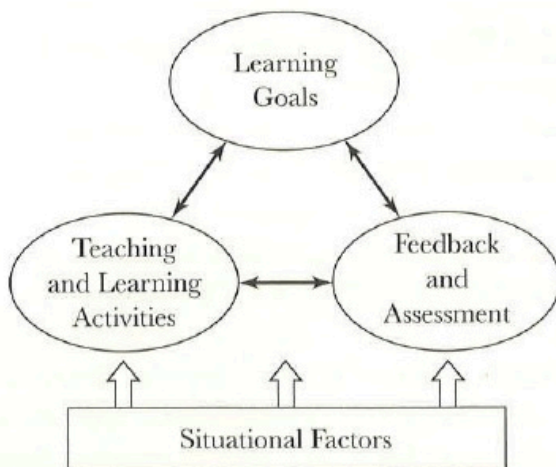 Learning
Goals
Teaching
and Learning
Activities
Feedback
and
Assessment
Situational Factors